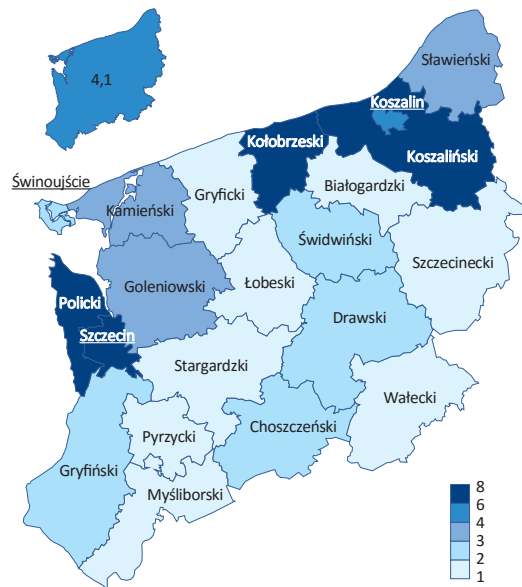 4,1
Sławieński
Koszalin
Kołobrzeski
Koszaliński
Świnoujście
Białogardzki
Gryficki
Kamieński
Świdwiński
Szczecinecki
Goleniowski
Łobeski
Policki
Drawski
Szczecin
Stargardzki
Wałecki
Choszczeński
Pyrzycki
Gryfiński
Myśliborski
8
6
4
3
2
1